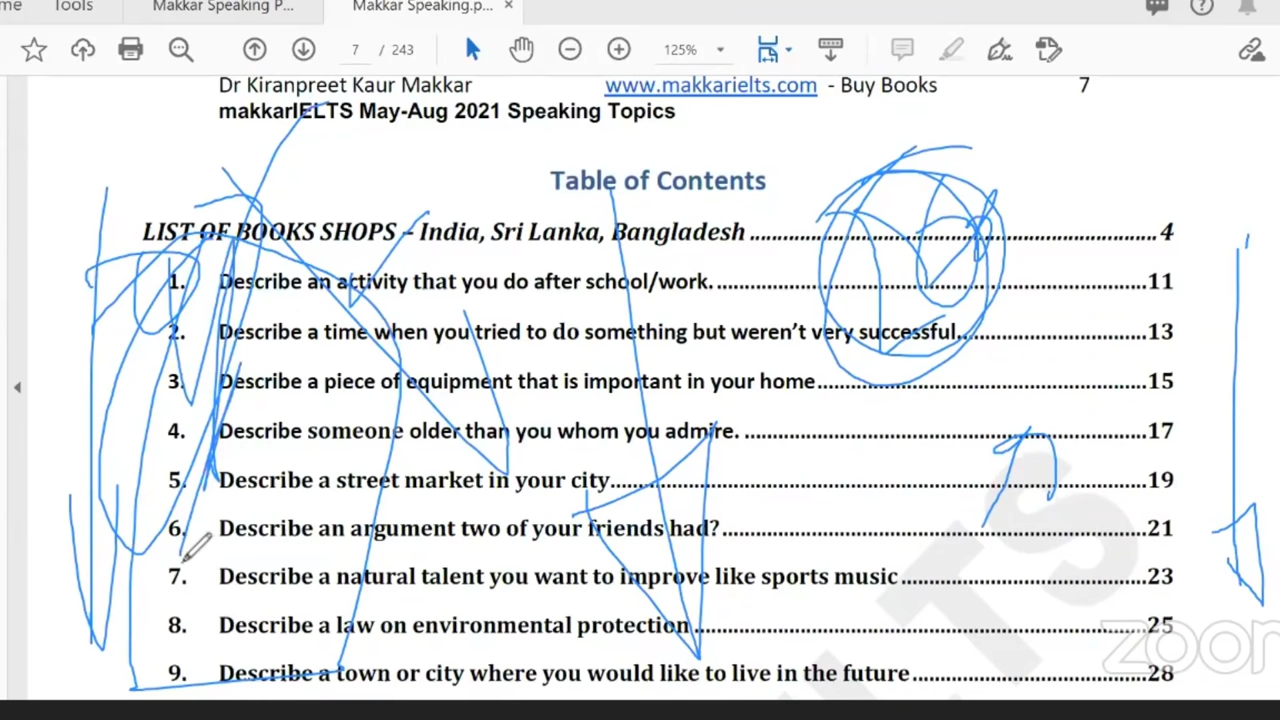 me Tools Makkar Speaking P... Makkar Speaking.p... ×
7 / 243 125%
Dr Kiranpreet Kaur Makkar www.makkarielts.com - Buy Books 7
makkarIELTS May-Aug 2021 Speaking Topics
Table of Contents
LIST OF BOOKS SHOPS – India, Sri Lanka, Bangladesh 4
1. Describe an activity that you do after school/work. 11
2. Describe a time when you tried to do something but weren't very successful. 13
3. Describe a piece of equipment that is important in your home 15
4. Describe someone older than you whom you admire. 17
5. Describe a street market in your city 19
6. Describe an argument two of your friends had? 21
7. Describe a natural talent you want to improve like sports music 23
8. Describe a law on environmental protection 25
9. Describe a town or city where you would like to live in the future 28
zoom